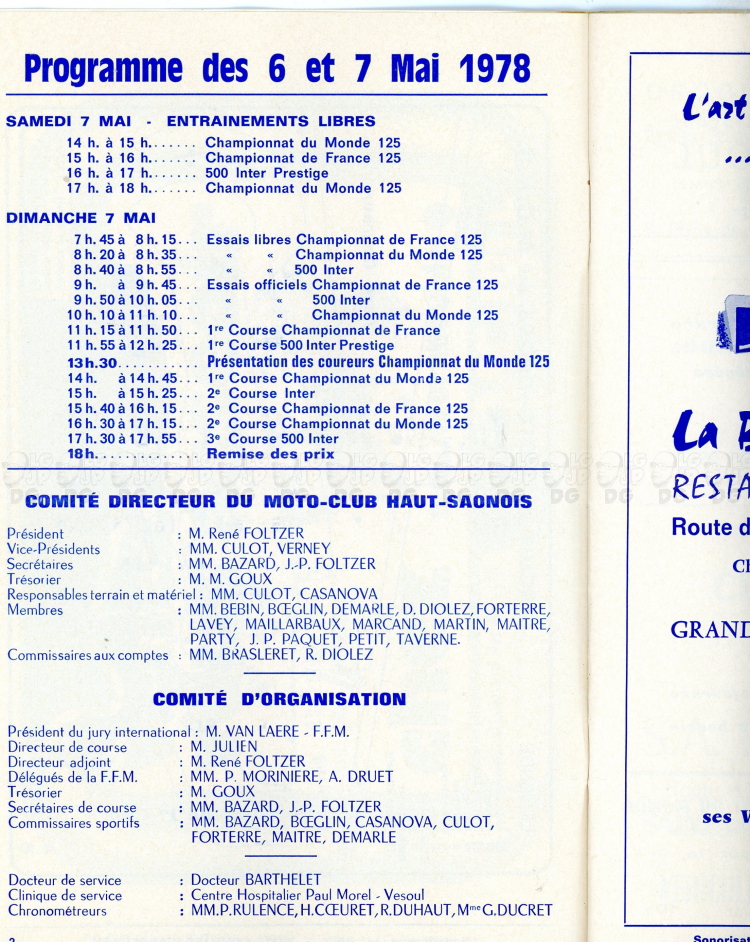 Programme des 6 et 7 Mai 1978
SAMEDI 7 MAI - ENTRAINEMENTS LIBRES
14 h. à 15 h....... Championnat du Monde 125
15 h. à 16 h....... Championnat de France 125
16 h. à 17 h....... 500 Inter Prestige
17 h. à 18 h....... Championnat du Monde 125
DIMANCHE 7 MAI
7 h. 45 à 8 h. 15... Essais libres Championnat de France 125
8 h. 20 à 8 h. 35... « « Championnat du Monde 125
8 h. 40 à 8 h. 55... « « 500 Inter
9 h. à 9 h. 45... Essais officiels Championnat de France 125
9 h. 50 à 10 h. 05... « « 500 Inter
10 h. 10 à 11 h. 10... « « Championnat du Monde 125
11 h. 15 à 11 h. 50... 1re Course Championnat de France
11 h. 55 à 12 h. 25... 1re Course 500 Inter Prestige
13 h. 30........... Présentation des coureurs Championnat du Monde 125
14 h. à 14 h. 45... 1re Course Championnat du Monde 125
15 h. à 15 h. 25... 2e Course Inter
15 h. 40 à 16 h. 15... 2e Course Championnat de France 125
16 h. 30 à 17 h. 15... 2e Course Championnat du Monde 125
17 h. 30 à 17 h. 55... 3e Course 500 Inter
18 h.............. Remise des prix
COMITÉ DIRECTEUR DU MOTO-CLUB HAUT-SAONOIS
Président : M. René FOLTZER
Vice-Présidents : MM. CULOT, VERNEY
Secrétaires : MM. BAZARD, J.-P. FOLTZER
Trésorier : M. M. GOUX
Responsables terrain et matériel : MM. CULOT, CASANOVA
Membres : MM. BEBIN, BŒGLIN, DEMARLE, D. DIOLEZ, FORTERRE,
LAVEY, MAILLARBAUX, MARCAND, MARTIN, MAITRE,
PARTY, J. P. PAQUET, PETIT, TAVERNE.
Commissaires aux comptes : MM. BRASLERET, R. DIOLEZ
COMITÉ D'ORGANISATION
Président du jury international : M. VAN LAERE - F.F.M.
Directeur de course : M. JULIEN
Directeur adjoint : M. René FOLTZER
Délégués de la F.F.M. : MM. P. MORINIERE, A. DRUET
Trésorier : M. GOUX
Secrétaires de course : MM. BAZARD, J.-P. FOLTZER
Commissaires sportifs : MM. BAZARD, BŒGLIN, CASANOVA, CULOT,
FORTERRE, MAITRE, DEMARLE
Docteur de service : Docteur BARTHELET
Clinique de service : Centre Hospitalier Paul Morel - Vesoul
Chronométreurs : MM. P. RULENCE, H. CŒURET, R. DUHAUT, Mme G. DUCRET
L'art
...
La
RESTA
Route d
GRAND
ses
Sonorisat
DG DG DG